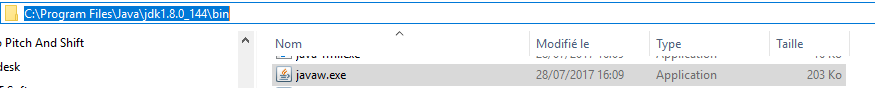 C:\Program Files\Java\jdk1.8.0_144\bin
Pitch And Shift
desk
Nom Modifié le Type Taille
javaw.exe 28/07/2017 16:09 Application 203 Ko